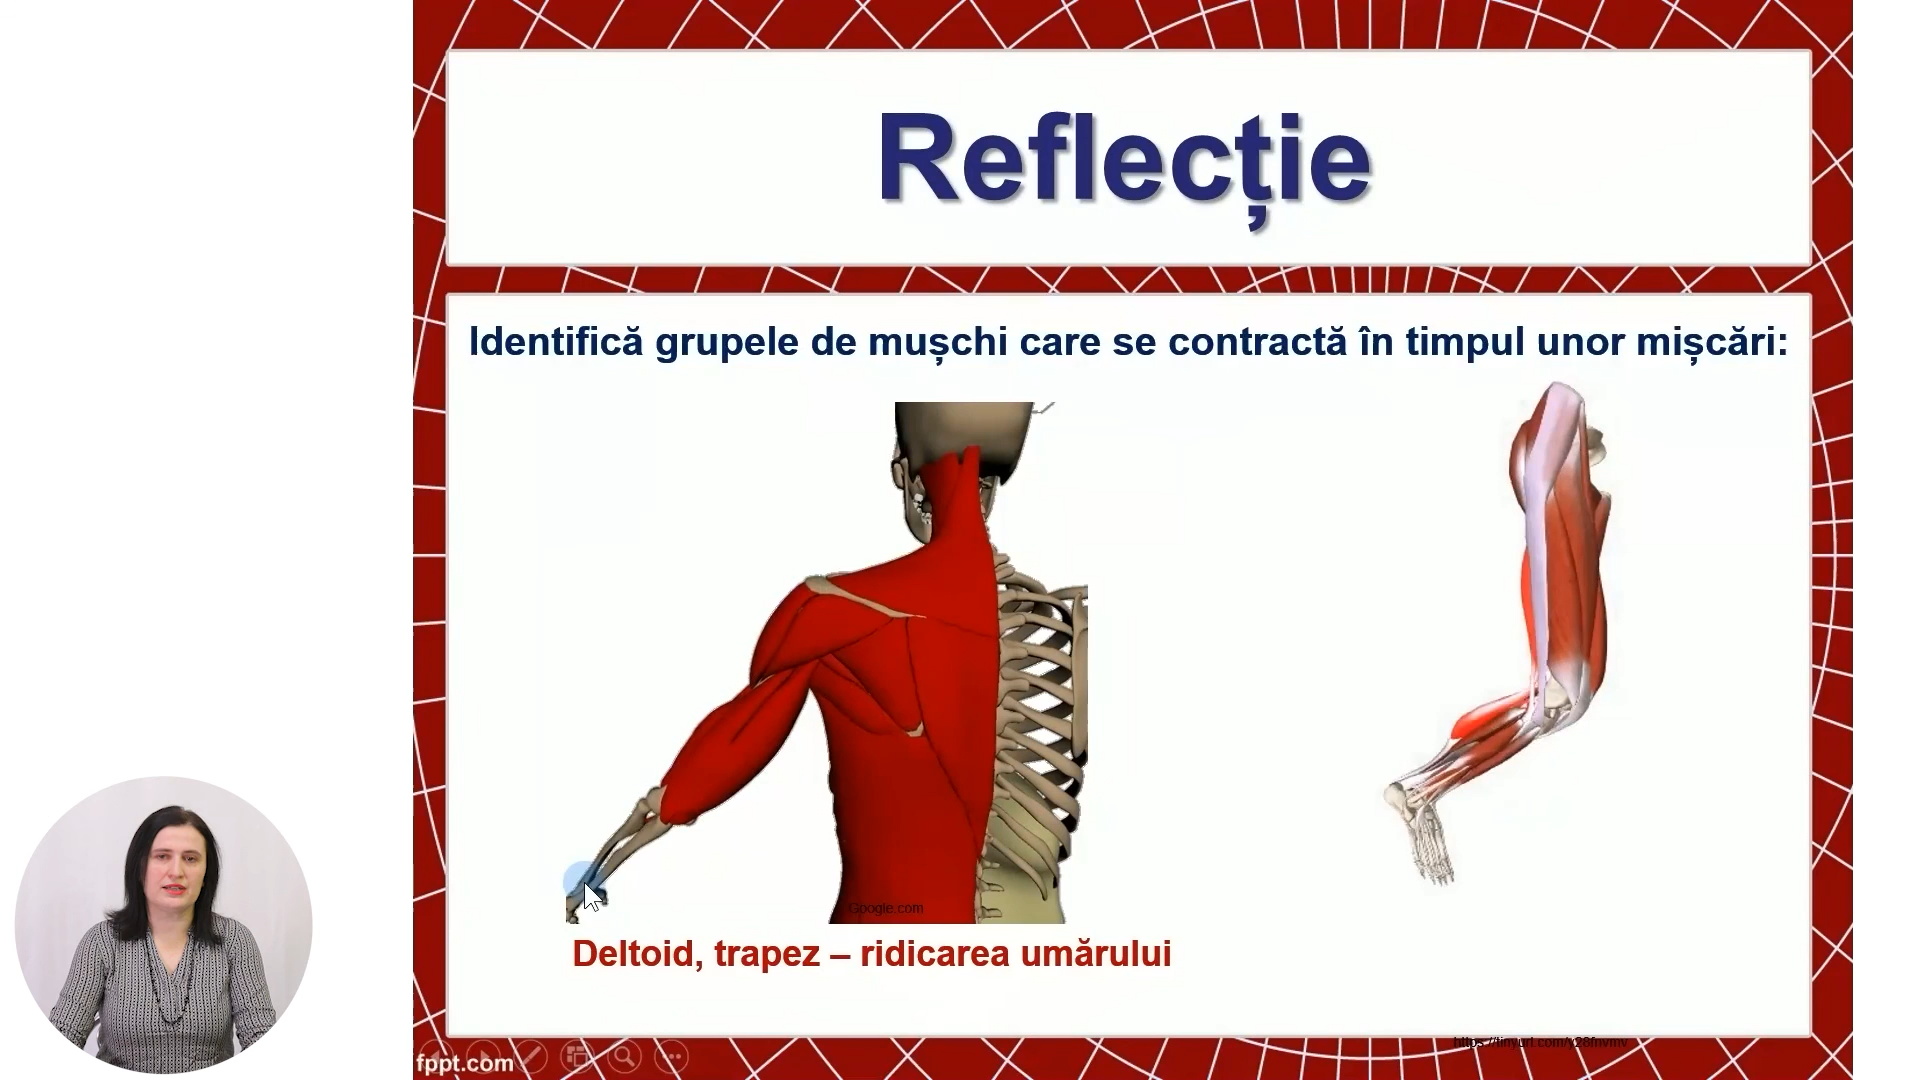 Reflecție
Identifică grupele de mușchi care se contractă în timpul unor mișcări:
Google.com
Deltoid, trapez – ridicarea umărului
fppt.com